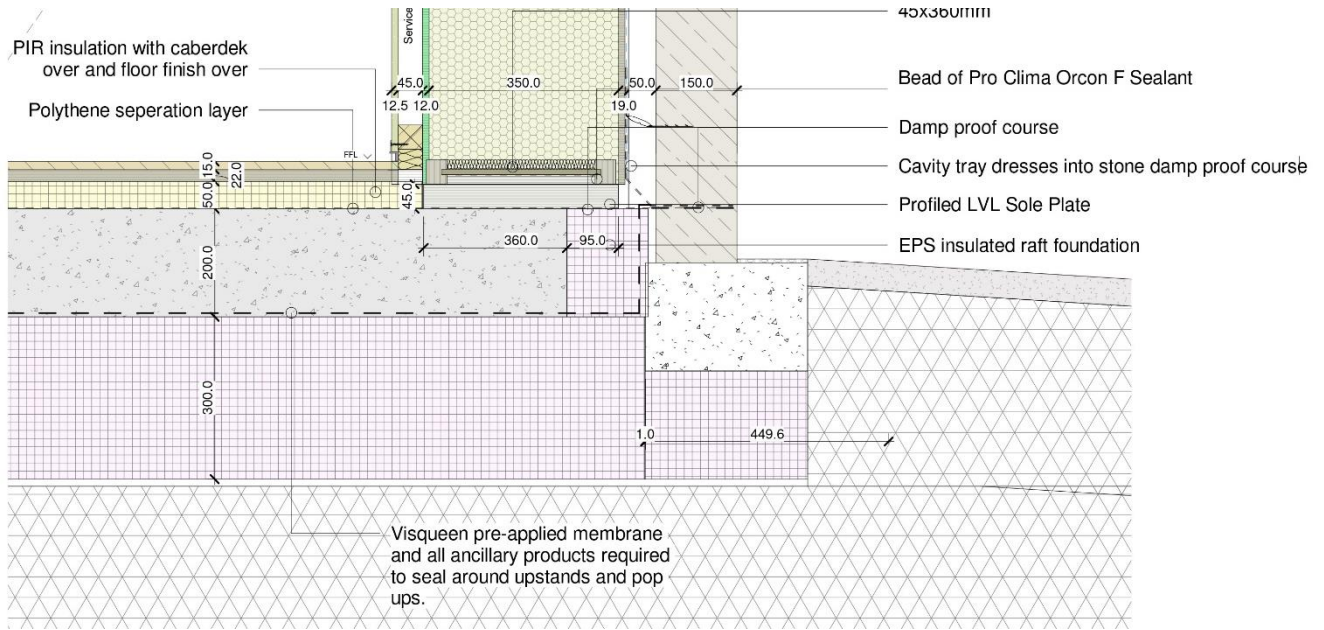 45x360mm
PIR insulation with caberdek
over and floor finish over
Polythene seperation layer
Service
45.0
350.0
50.0
150.0
12.5
12.0
19.0
Bead of Pro Clima Orcon F Sealant
Damp proof course
Cavity tray dresses into stone damp proof course
Profiled LVL Sole Plate
EPS insulated raft foundation
FFL
15.0
22.0
50.0
45.0
360.0
95.0
200.0
300.0
1.0
449.6
Visqueen pre-applied membrane
and all ancillary products required
to seal around upstands and pop
ups.